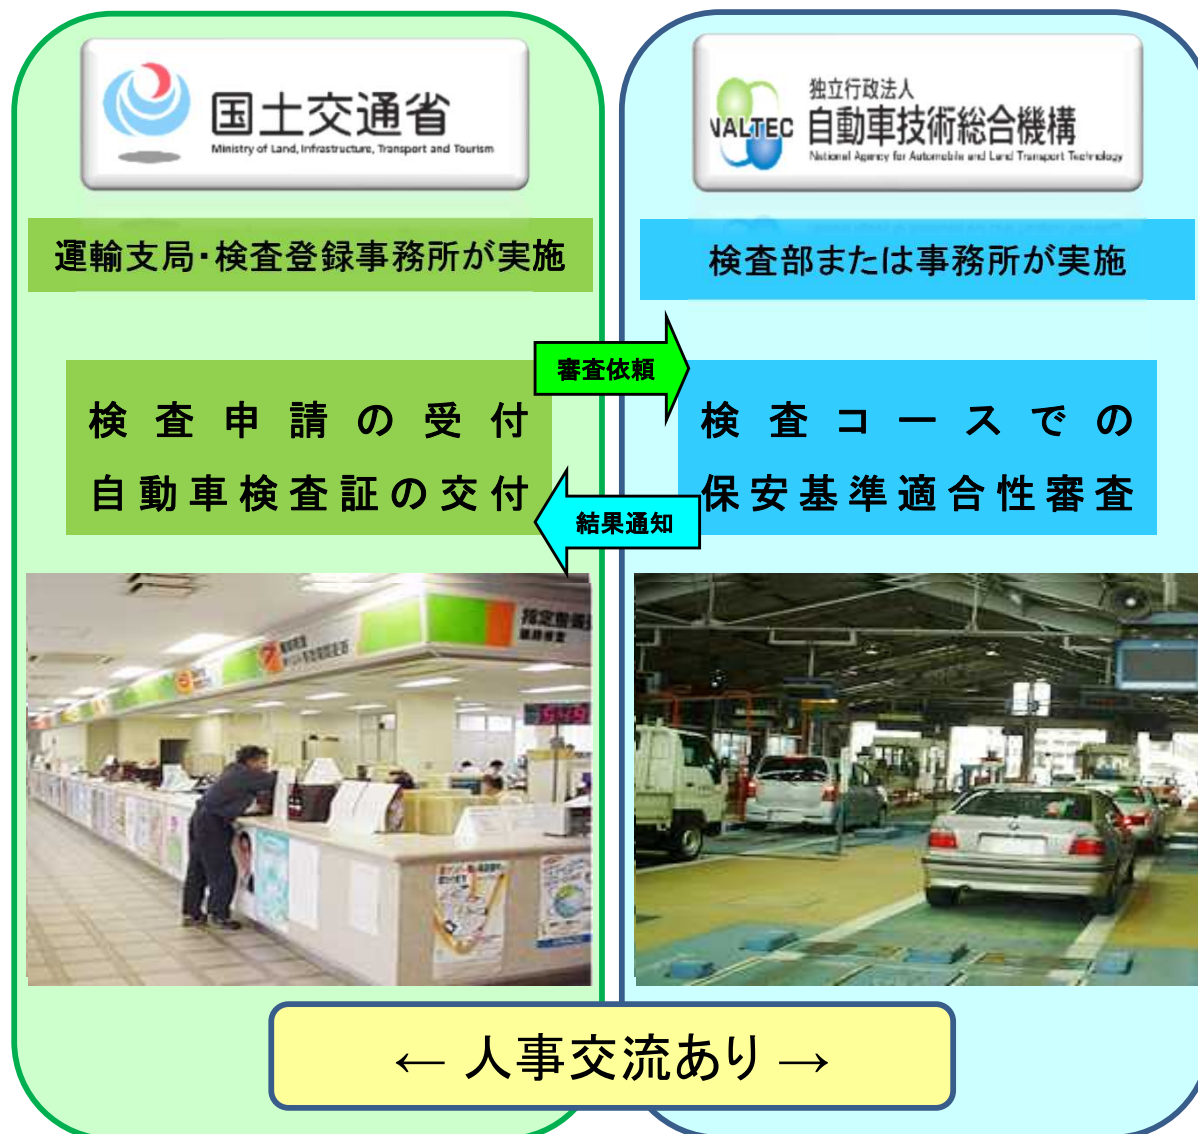 国土交通省
Ministry of Land, Infrastructure, Transport and Tourism
運輸支局・検査登録事務所が実施
検査申請の受付
自動車検査証の交付
審査依頼
結果通知
NALTEC
独立行政法人
自動車技術総合機構
National Agency for Automobile and Land Transport Technology
検査部または事務所が実施
検査コースでの
保安基準適合性審査
← 人事交流あり →